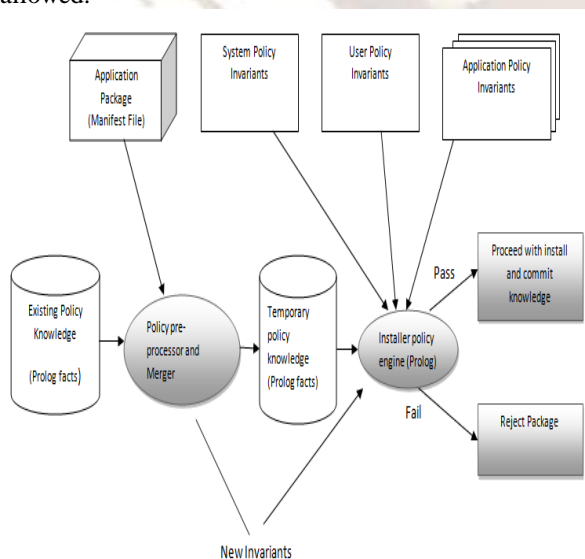 allowed.
Application
Package
(Manifest File)
System Policy
Invariants
User Policy
Invariants
Application Policy
Invariants
Existing Policy
Knowledge
(Prolog facts)
Policy pre-
processor and
Merger
Temporary
policy
knowledge
(Prolog facts)
Installer policy
engine (Prolog)
Pass
Proceed with install
and commit
knowledge
Fail
Reject Package
New Invariants